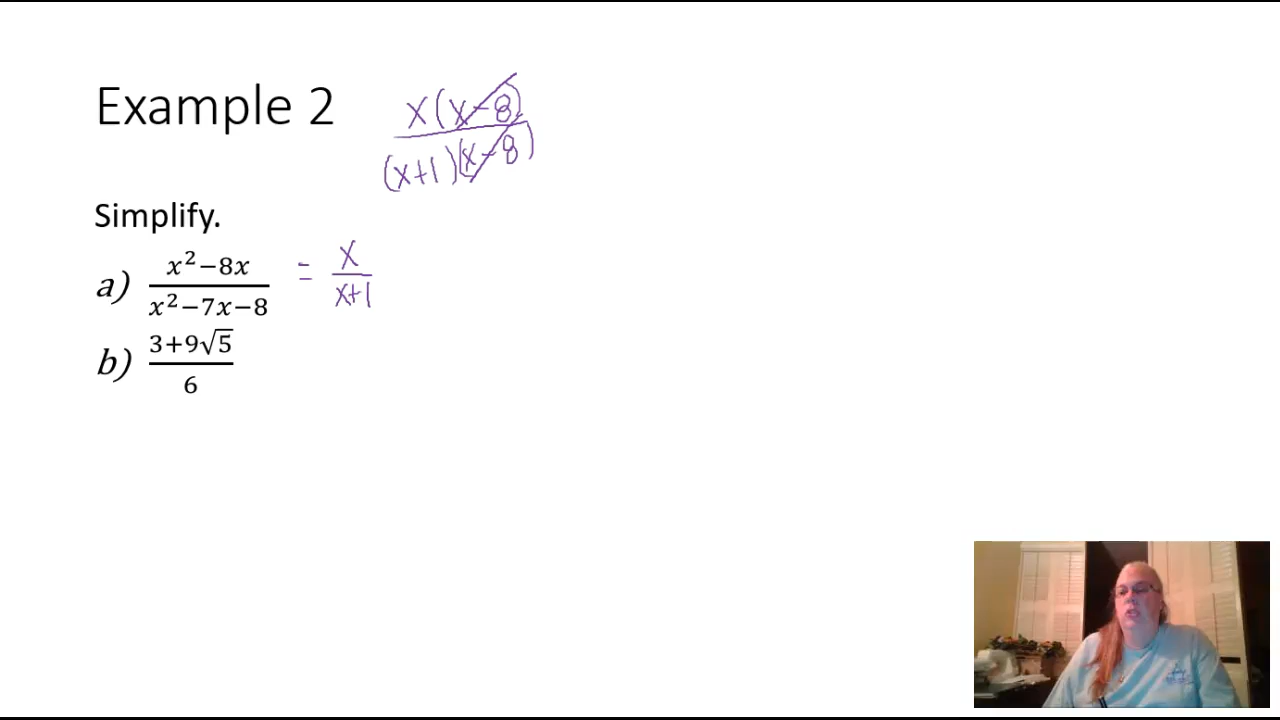 Example 2
x(x-8)
(x+1)(x-8)
Simplify.
a) x²−8x / x²−7x−8 = x / x+1
b) 3+9√5 / 6